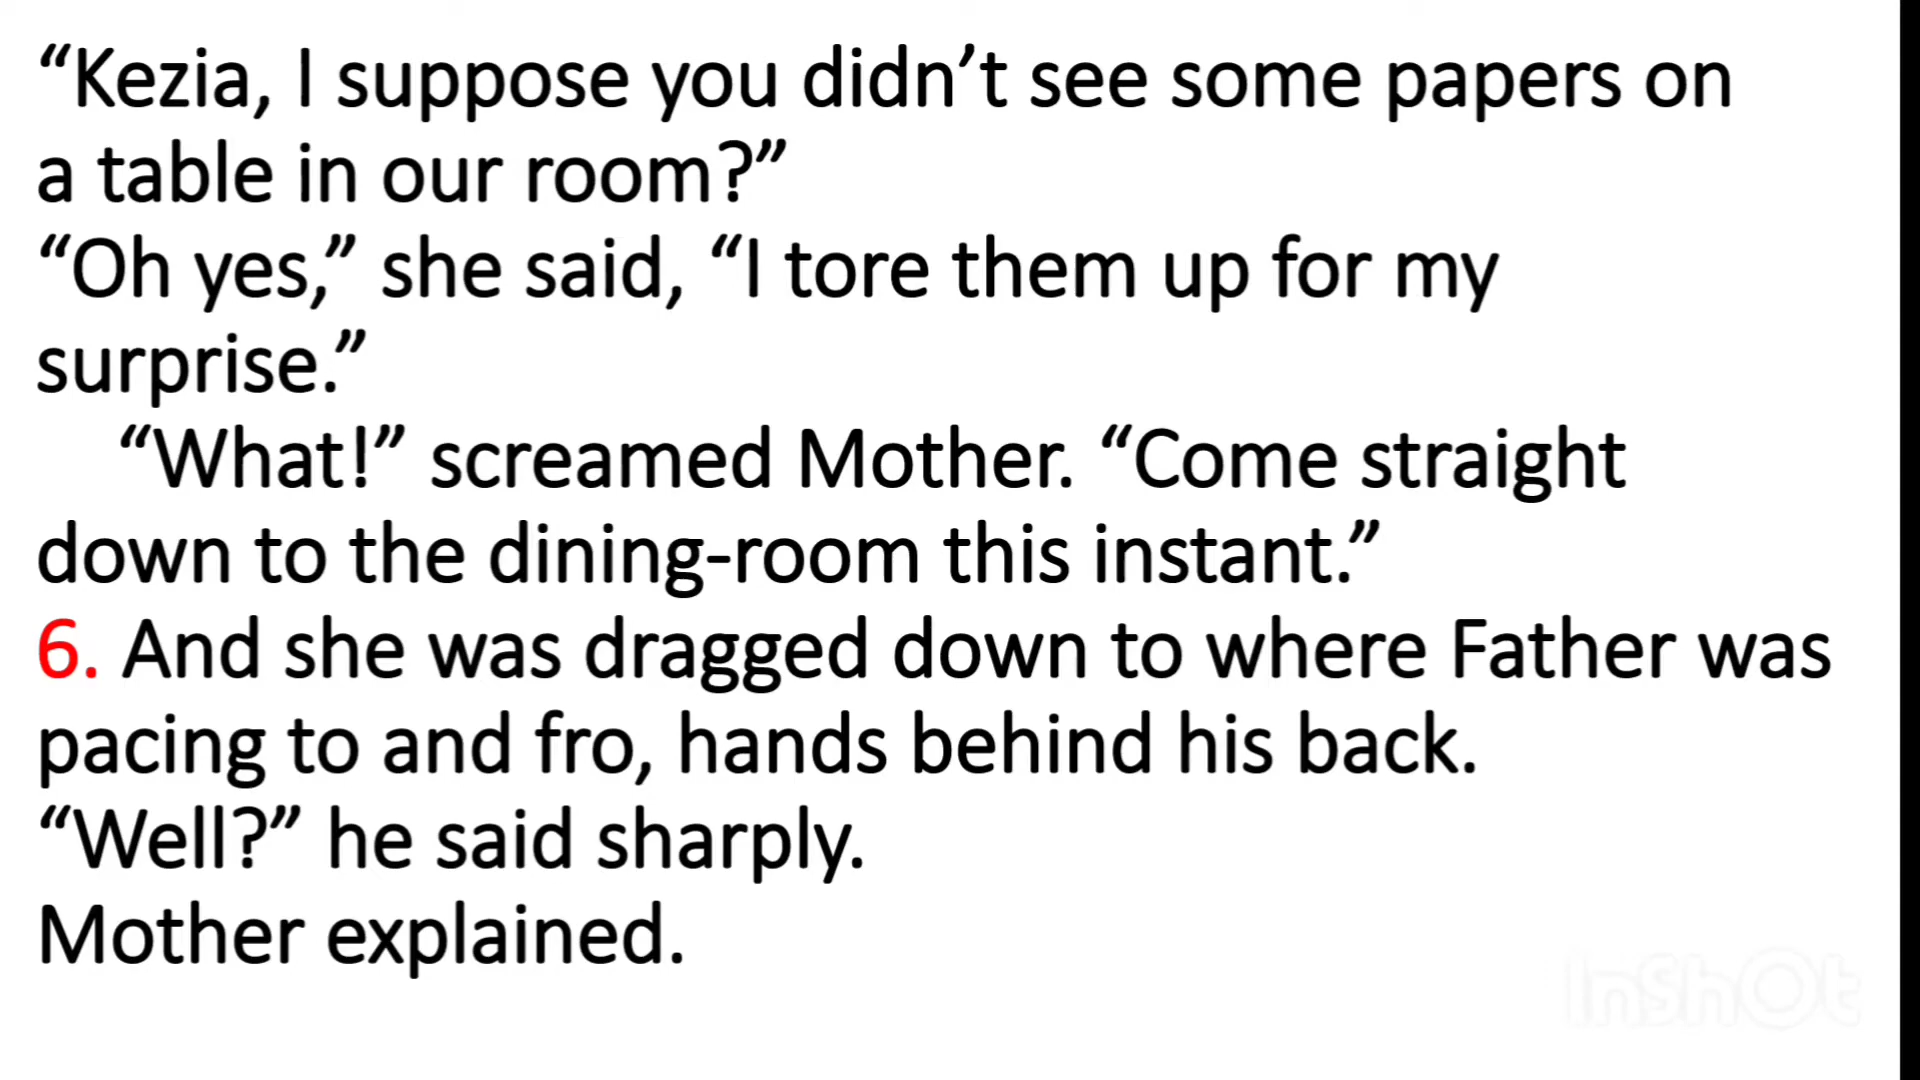 “Kezia, I suppose you didn’t see some papers on
a table in our room?”
“Oh yes,” she said, “I tore them up for my
surprise.”
“What!” screamed Mother. “Come straight
down to the dining-room this instant.”
6. And she was dragged down to where Father was
pacing to and fro, hands behind his back.
“Well?” he said sharply.
Mother explained.
InShOt